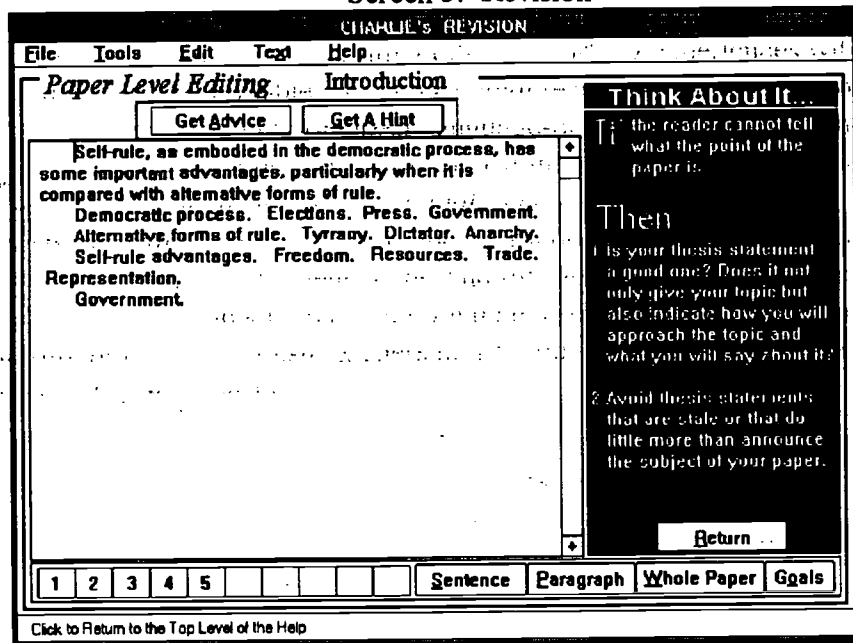 CHARLIE's REVISION
File Tools Edit Text Help
Paper Level Editing Introduction
Get Advice Get A Hint
Self-rule, as embodied in the democratic process, has
some important advantages, particularly when it is
compared with alternative forms of rule.
Democratic process. Elections. Press. Government.
Alternative forms of rule. Tyrrany. Dictator. Anarchy.
Self-rule advantages. Freedom. Resources. Trade.
Representation.
Government.
Think About It...
the reader cannot tell
what the point of the
paper is.
Then
1 Is your thesis statement
a good one? Does it not
only give your topic but
also indicate how you will
approach the topic and
what you will say about it?
2 Avoid thesis statements
that are stale or that do
little more than announce
the subject of your paper.
Return
1 2 3 4 5 Sentence Paragraph Whole Paper Goals
Click to Return to the Top Level of the Help